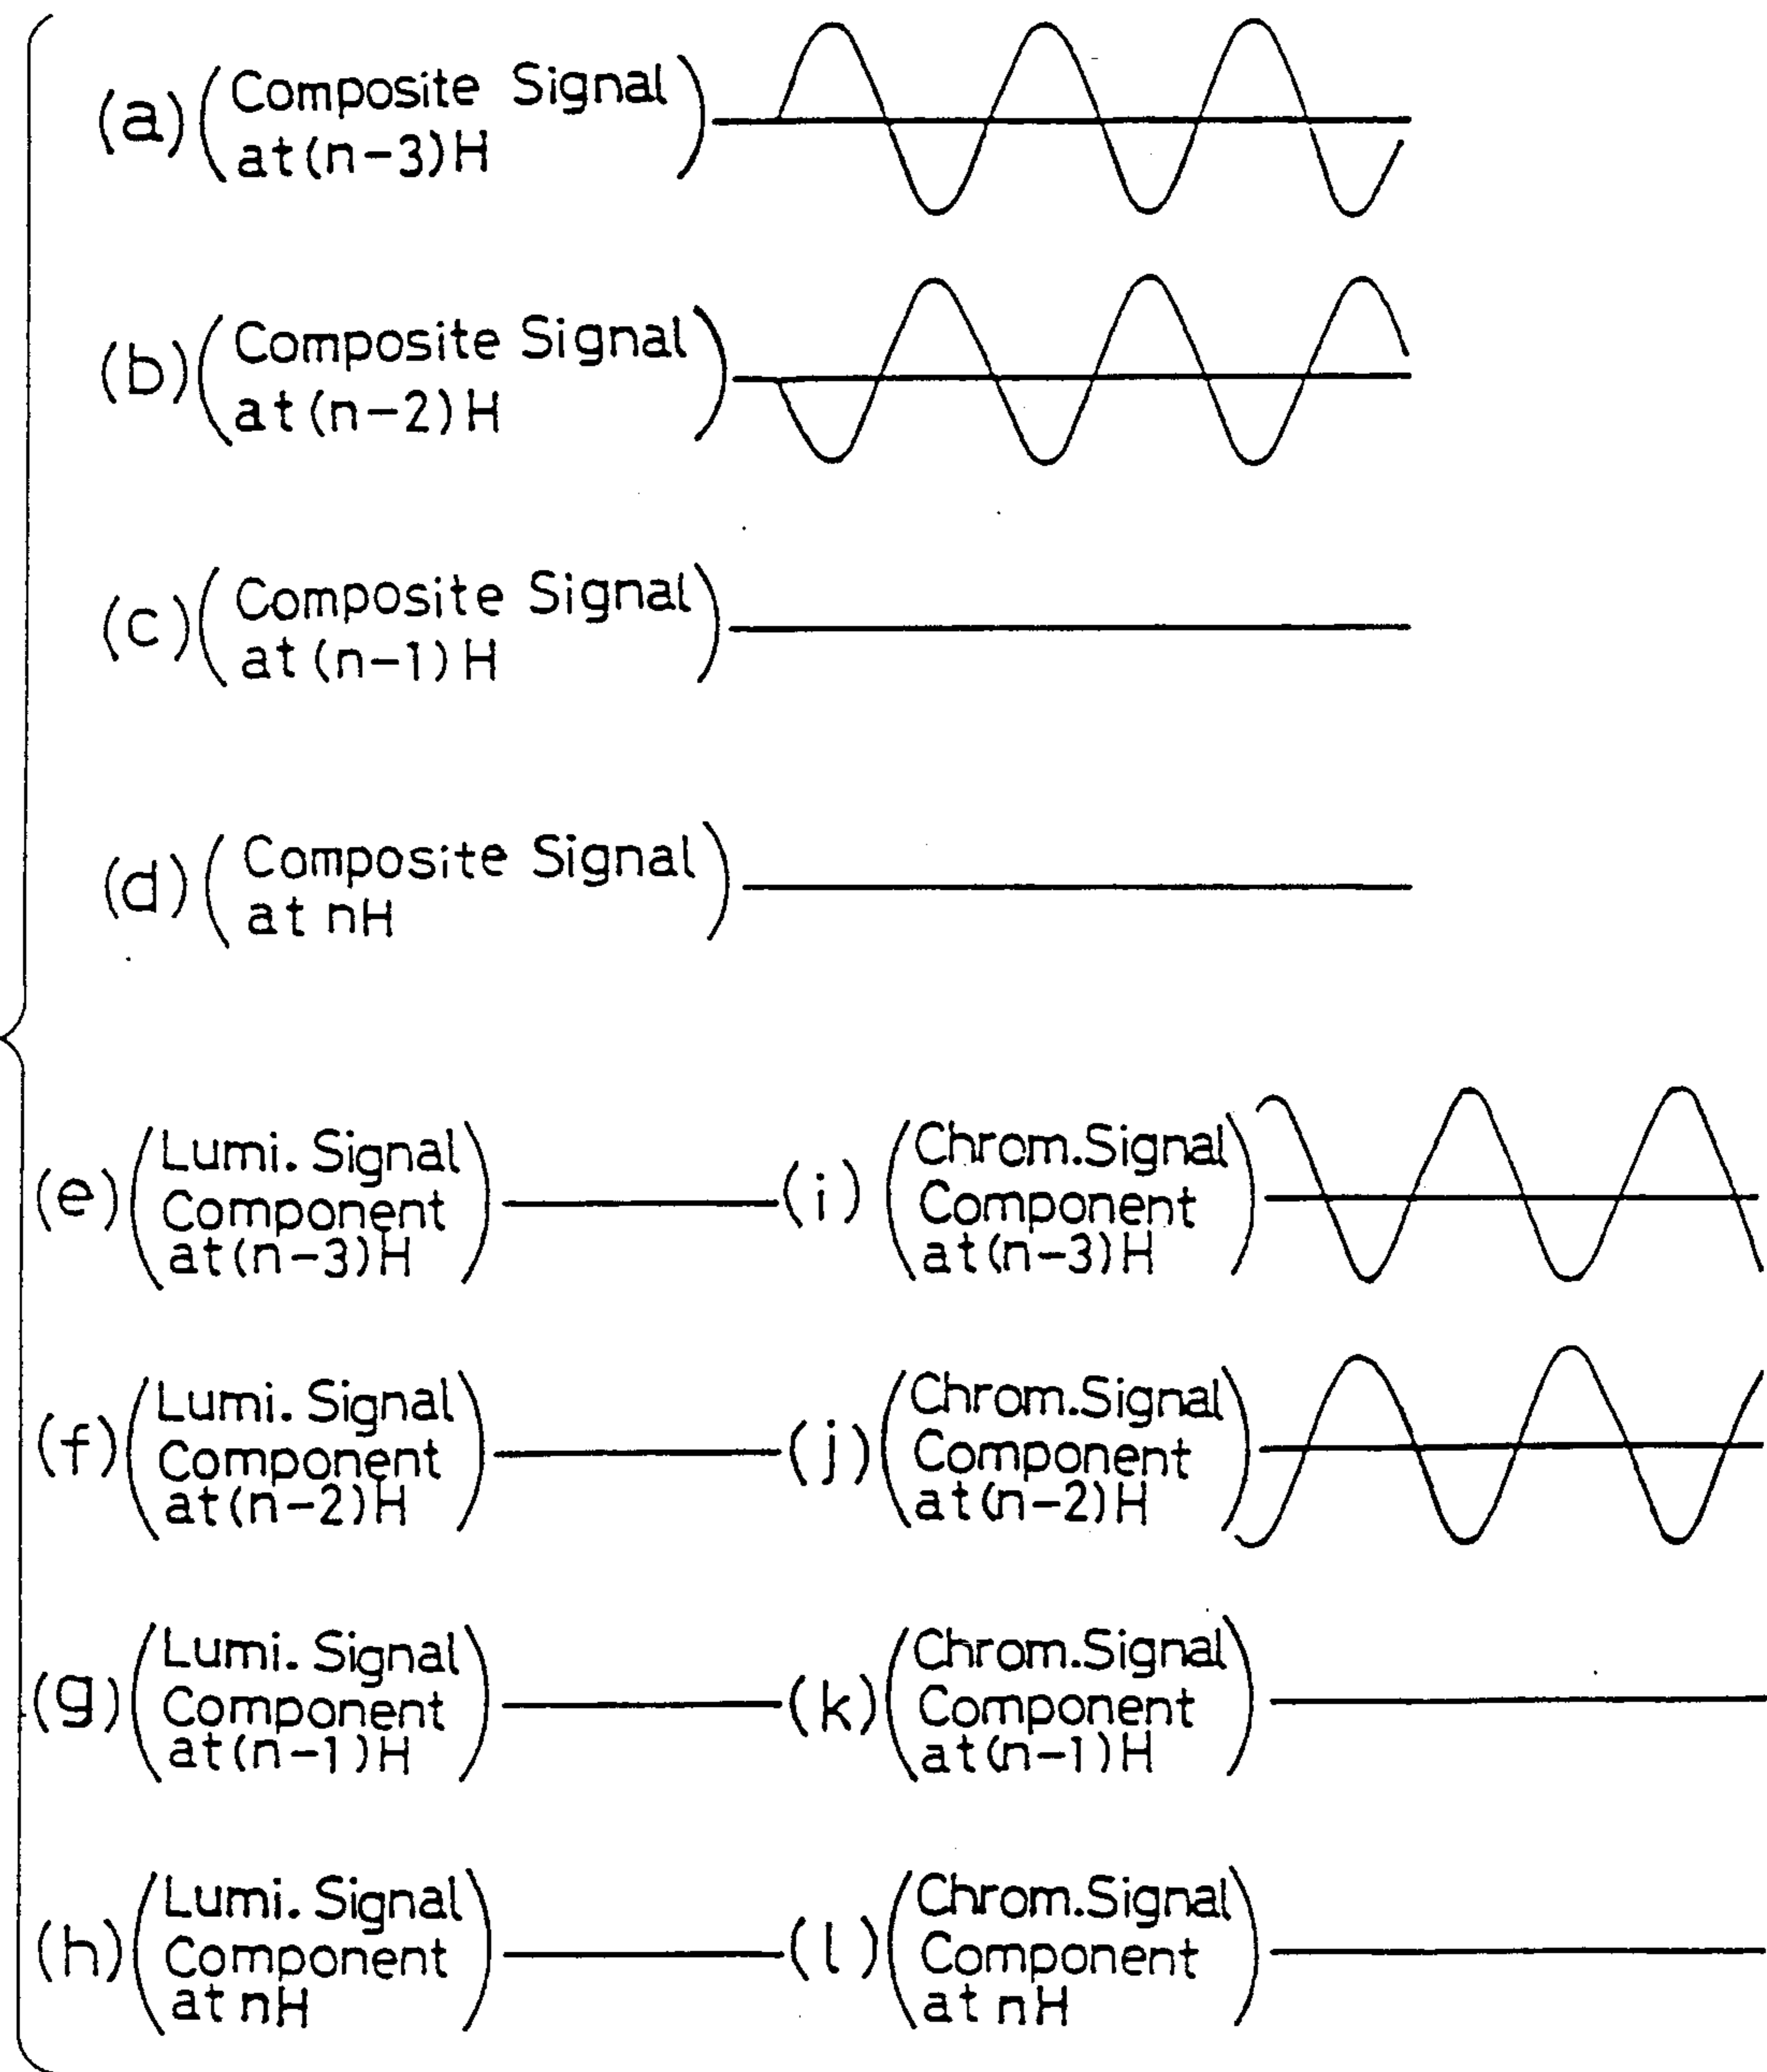 (a) (Composite Signal
at (n-3)H)
(b) (Composite Signal
at (n-2)H)
(c) (Composite Signal
at (n-1)H)
(d) (Composite Signal
at nH)
(e) (Lumi. Signal
Component
at (n-3)H)
(i) (Chrom. Signal
Component
at (n-3)H)
(f) (Lumi. Signal
Component
at (n-2)H)
(j) (Chrom. Signal
Component
at (n-2)H)
(g) (Lumi. Signal
Component
at (n-1)H)
(k) (Chrom. Signal
Component
at (n-1)H)
(h) (Lumi. Signal
Component
at nH)
(l) (Chrom. Signal
Component
at nH)